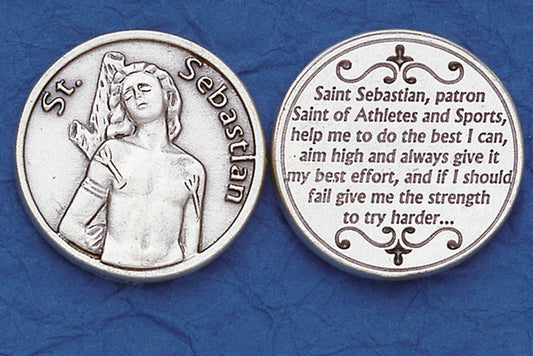 St. Sebastian
Saint Sebastian, patron
Saint of Athletes and Sports,
help me to do the best I can,
aim high and always give it
my best effort, and if I should
fail give me the strength
to try harder...